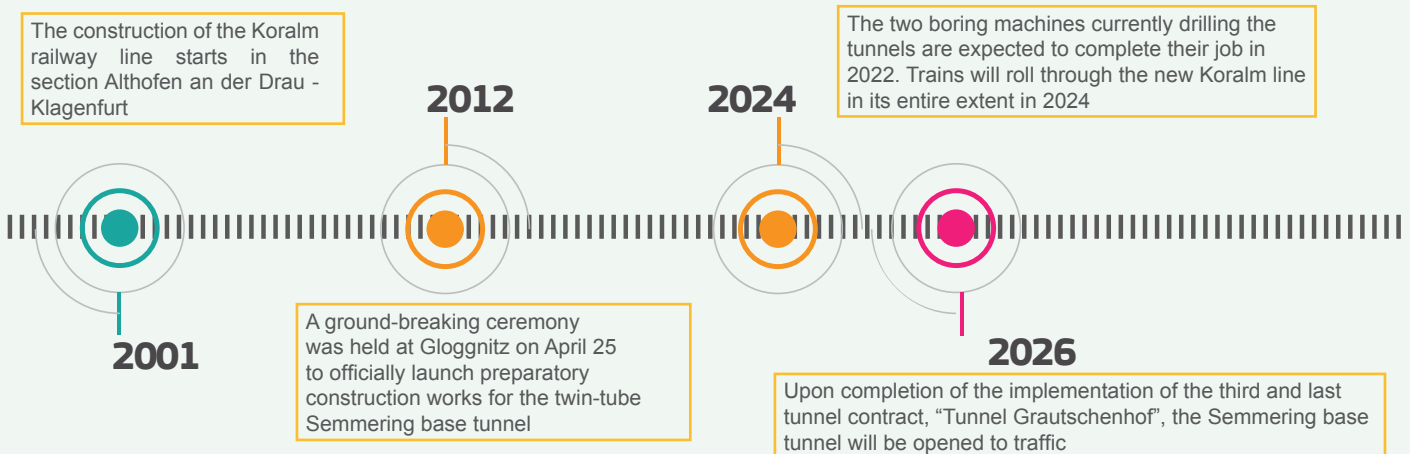 The construction of the Koralm
railway line starts in the
section Althofen an der Drau -
Klagenfurt
2001
2012
A ground-breaking ceremony
was held at Gloggnitz on April 25
to officially launch preparatory
construction works for the twin-tube
Semmering base tunnel
2024
The two boring machines currently drilling the
tunnels are expected to complete their job in
2022. Trains will roll through the new Koralm line
in its entire extent in 2024
2026
Upon completion of the implementation of the third and last
tunnel contract, “Tunnel Grautschenhof”, the Semmering base
tunnel will be opened to traffic